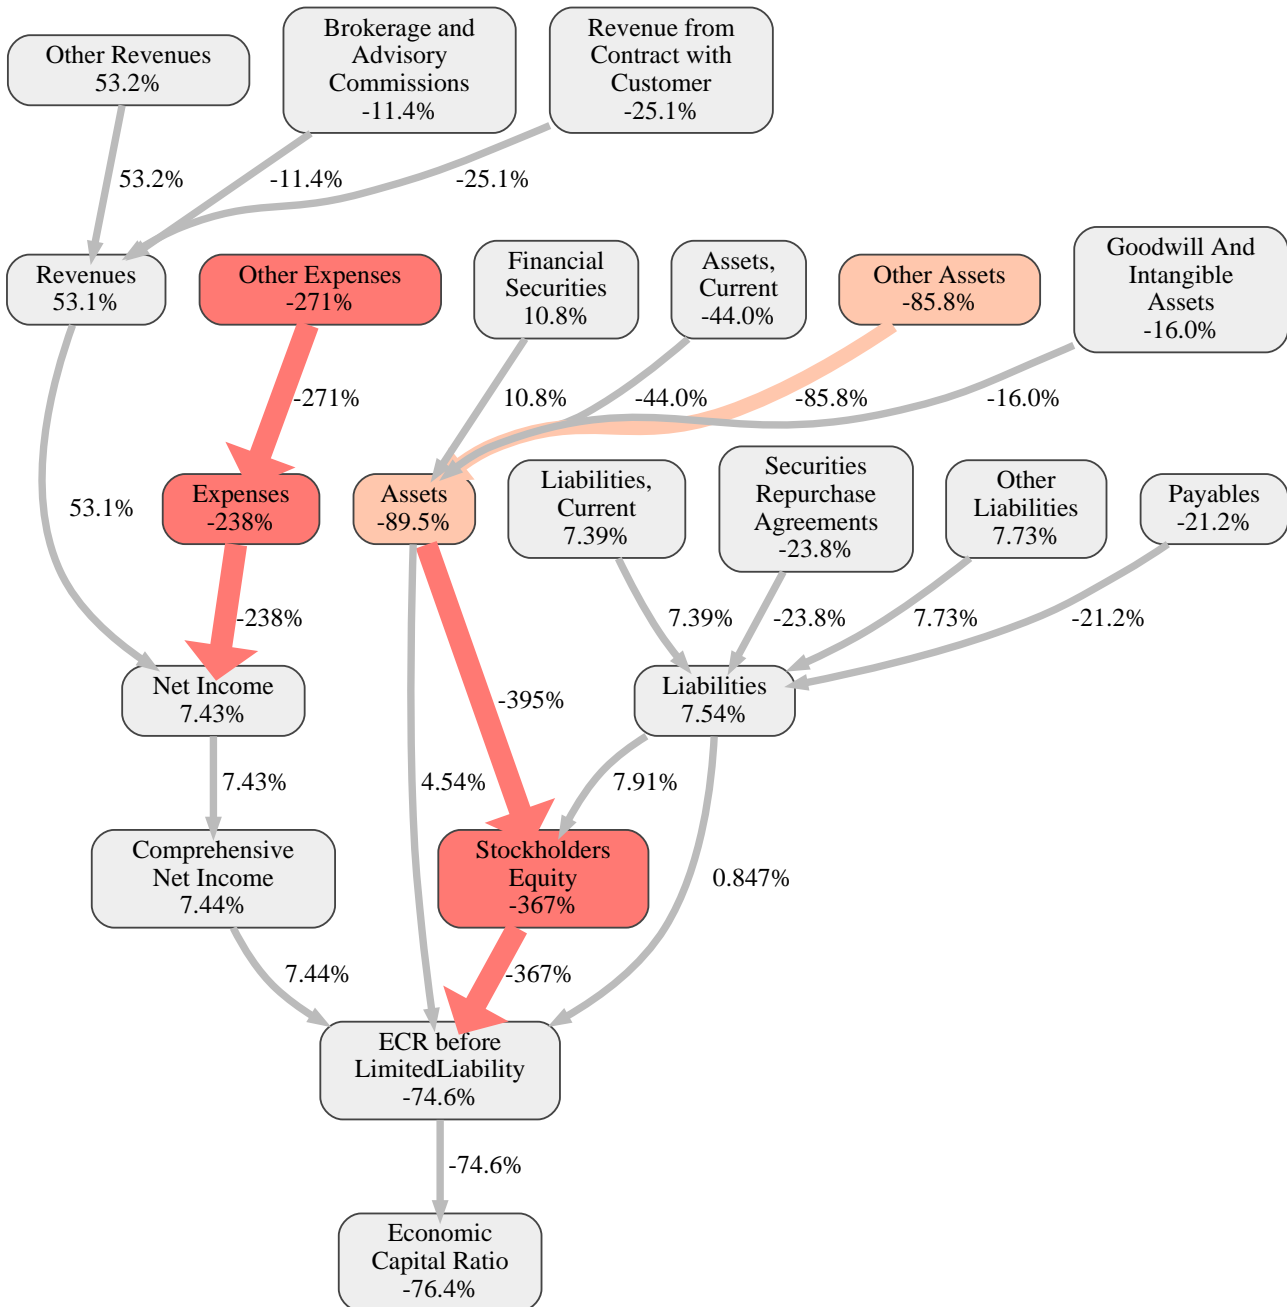 Other Revenues
53.2%
Brokerage and
Advisory
Commissions
-11.4%
Revenue from
Contract with
Customer
-25.1%
53.2%
-11.4%
-25.1%
Revenues
53.1%
Other Expenses
-271%
Financial
Securities
10.8%
Assets,
Current
-44.0%
Other Assets
-85.8%
Goodwill And
Intangible
Assets
-16.0%
-271%
10.8%
-44.0%
-85.8%
-16.0%
53.1%
Expenses
-238%
Assets
-89.5%
Liabilities,
Current
7.39%
Securities
Repurchase
Agreements
-23.8%
Other
Liabilities
7.73%
Payables
-21.2%
-238%
7.39%
-23.8%
7.73%
-21.2%
Net Income
7.43%
-395%
Liabilities
7.54%
7.43%
4.54%
7.91%
Comprehensive
Net Income
7.44%
Stockholders
Equity
-367%
0.847%
7.44%
-367%
ECR before
LimitedLiability
-74.6%
-74.6%
Economic
Capital Ratio
-76.4%